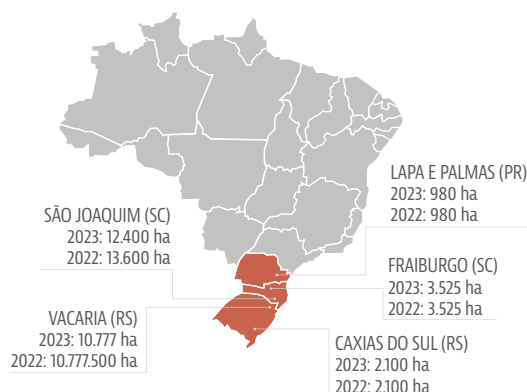 LAPA E PALMAS (PR)
2023: 980 ha
2022: 980 ha
SÃO JOAQUIM (SC)
2023: 12.400 ha
2022: 13.600 ha
FRAIBURGO (SC)
2023: 3.525 ha
2022: 3.525 ha
VACARIA (RS)
2023: 10.777 ha
2022: 10.777.500 ha
CAXIAS DO SUL (RS)
2023: 2.100 ha
2022: 2.100 ha